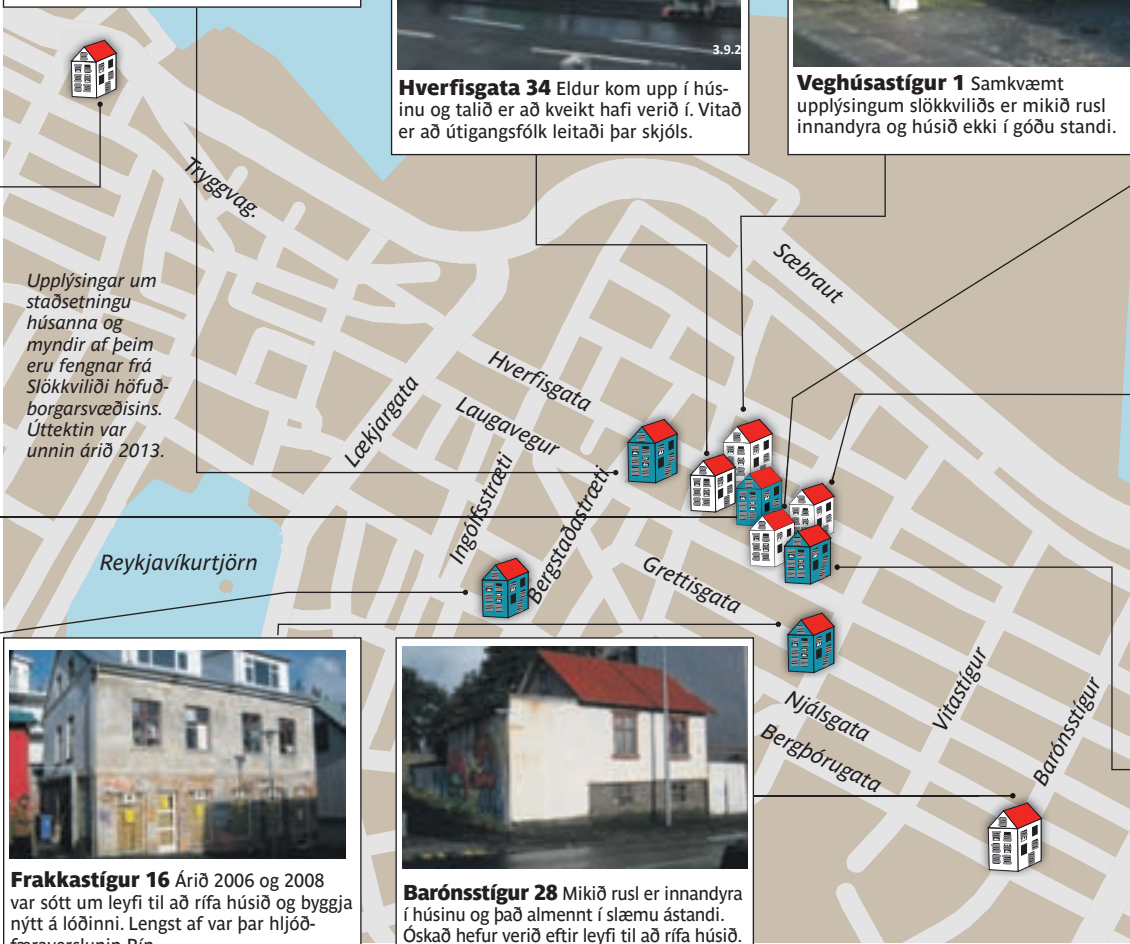 3.9.2
Hverfisgata 34 Eldur kom upp í hús-
inu og talið er að kveikt hafi verið í. Vitað
er að útigangsfólk leitaði þar skjóls.
Veghúsastígur 1 Samkvæmt
upplýsingum slökkviliðs er mikið rusl
innandyra og húsið ekki í góðu standi.
Tryggvag.
Sæbraut
Upplýsingar um
staðsetningu
húsanna og
myndir af þeim
eru fengnar frá
Slökkviliði höfuð-
borgarsvæðisins.
Úttektin var
unnin árið 2013.
Hverfisgata
Laugavegur
Lækjargata
Ingólfsstræti
Bergstaðastræti
Reykjavíkurtjörn
Grettisgata
Njálsgata
Bergþórugata
Vitastígur
Barónsstígur
Frakkastígur 16 Árið 2006 og 2008
var sótt um leyfi til að rífa húsið og byggja
nýtt á lóðinni. Lengst af var þar hljóð-
færaverslunin Rín
Barónsstígur 28 Mikið rusl er innandyra
í húsinu og það almennt í slæmu ástandi.
Óskað hefur verið eftir leyfi til að rífa húsið.